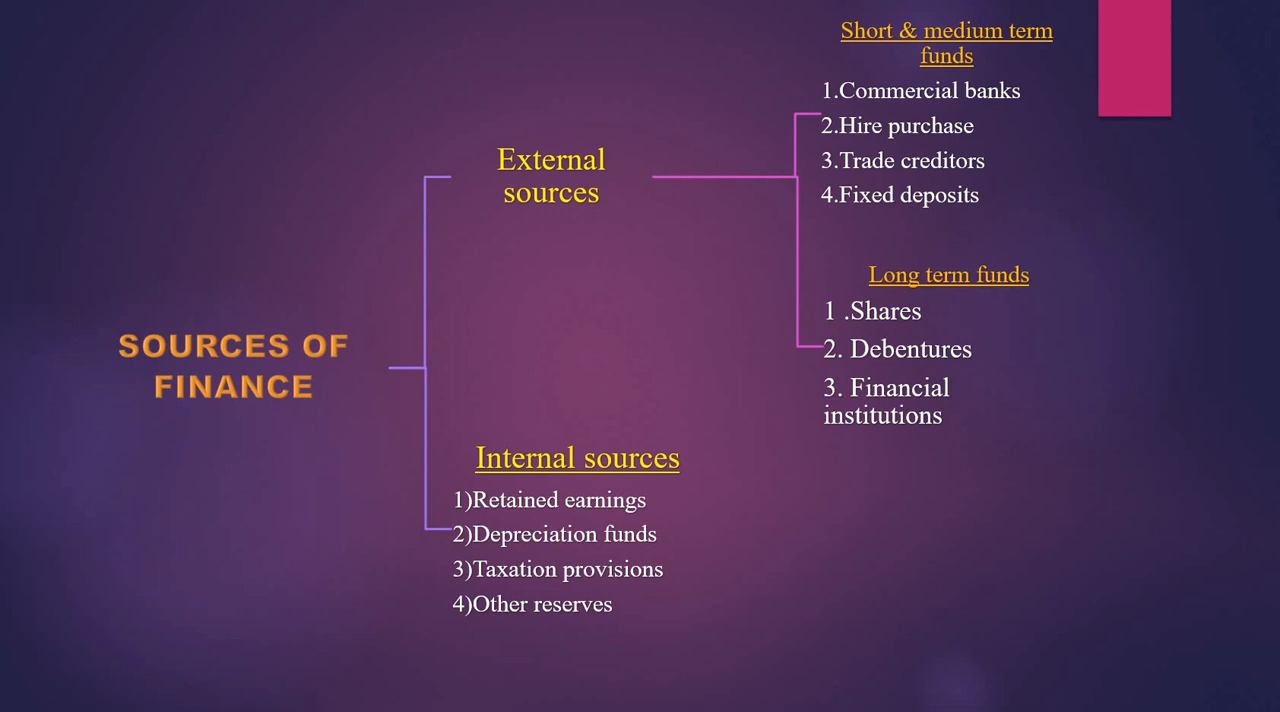 SOURCES OF
FINANCE
External
sources
Short & medium term
funds
1.Commercial banks
2.Hire purchase
3.Trade creditors
4.Fixed deposits
Long term funds
1 .Shares
2. Debentures
3. Financial
institutions
Internal sources
1)Retained earnings
2)Depreciation funds
3)Taxation provisions
4)Other reserves